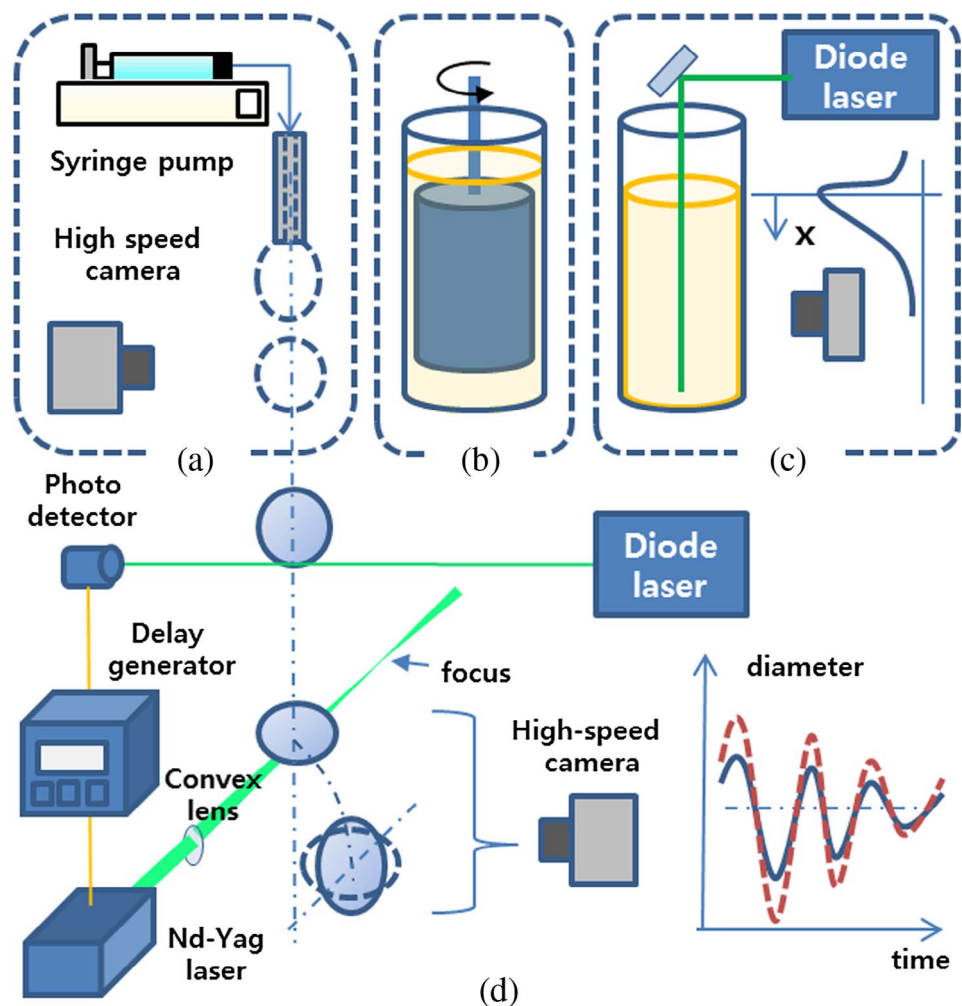 Syringe pump
High speed
camera
(a)
(b)
Diode
laser
x
(c)
Photo
detector
Diode
laser
Delay
generator
focus
diameter
High-speed
camera
Convex
lens
Nd-Yag
laser
time
(d)